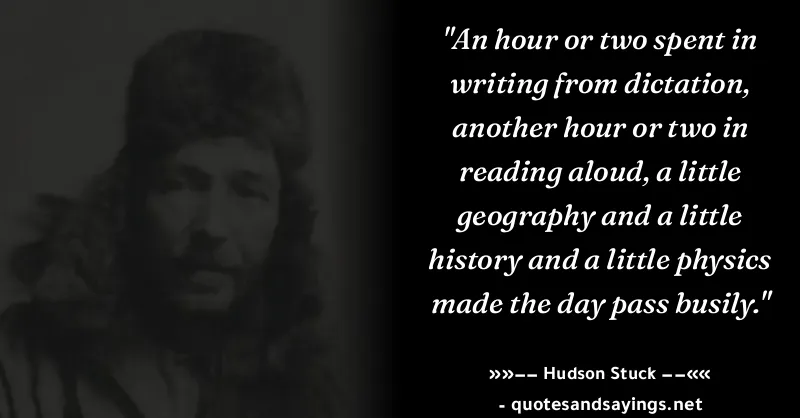 "An hour or two spent in
writing from dictation,
another hour or two in
reading aloud, a little
geography and a little
history and a little physics
made the day pass busily."
»»−− Hudson Stuck −−««
- quotesandsayings.net